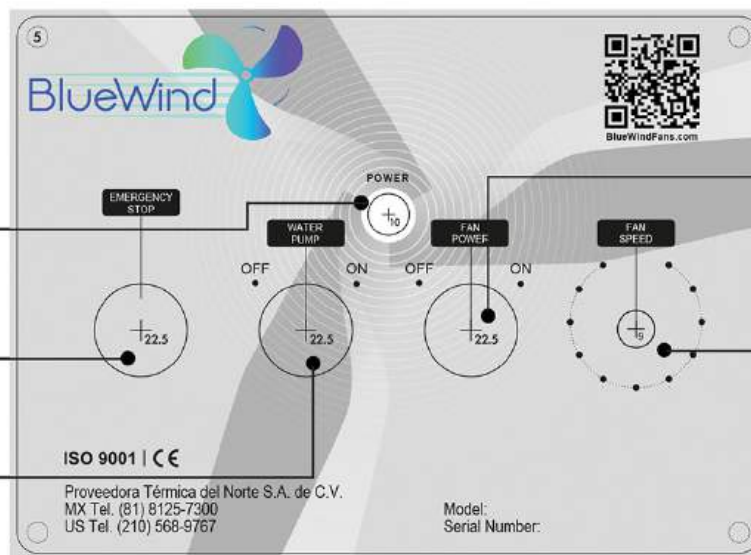 5
BlueWind
BlueWindFans.com
POWER
10
EMERGENCY
STOP
WATER
PUMP
FAN
POWER
FAN
SPEED
OFF ON OFF ON
22.5 22.5 22.5 9
ISO 9001 | CE
Proveedora Térmica del Norte S.A. de C.V.
MX Tel. (81) 8125-7300
US Tel. (210) 568-9767
Model:
Serial Number: